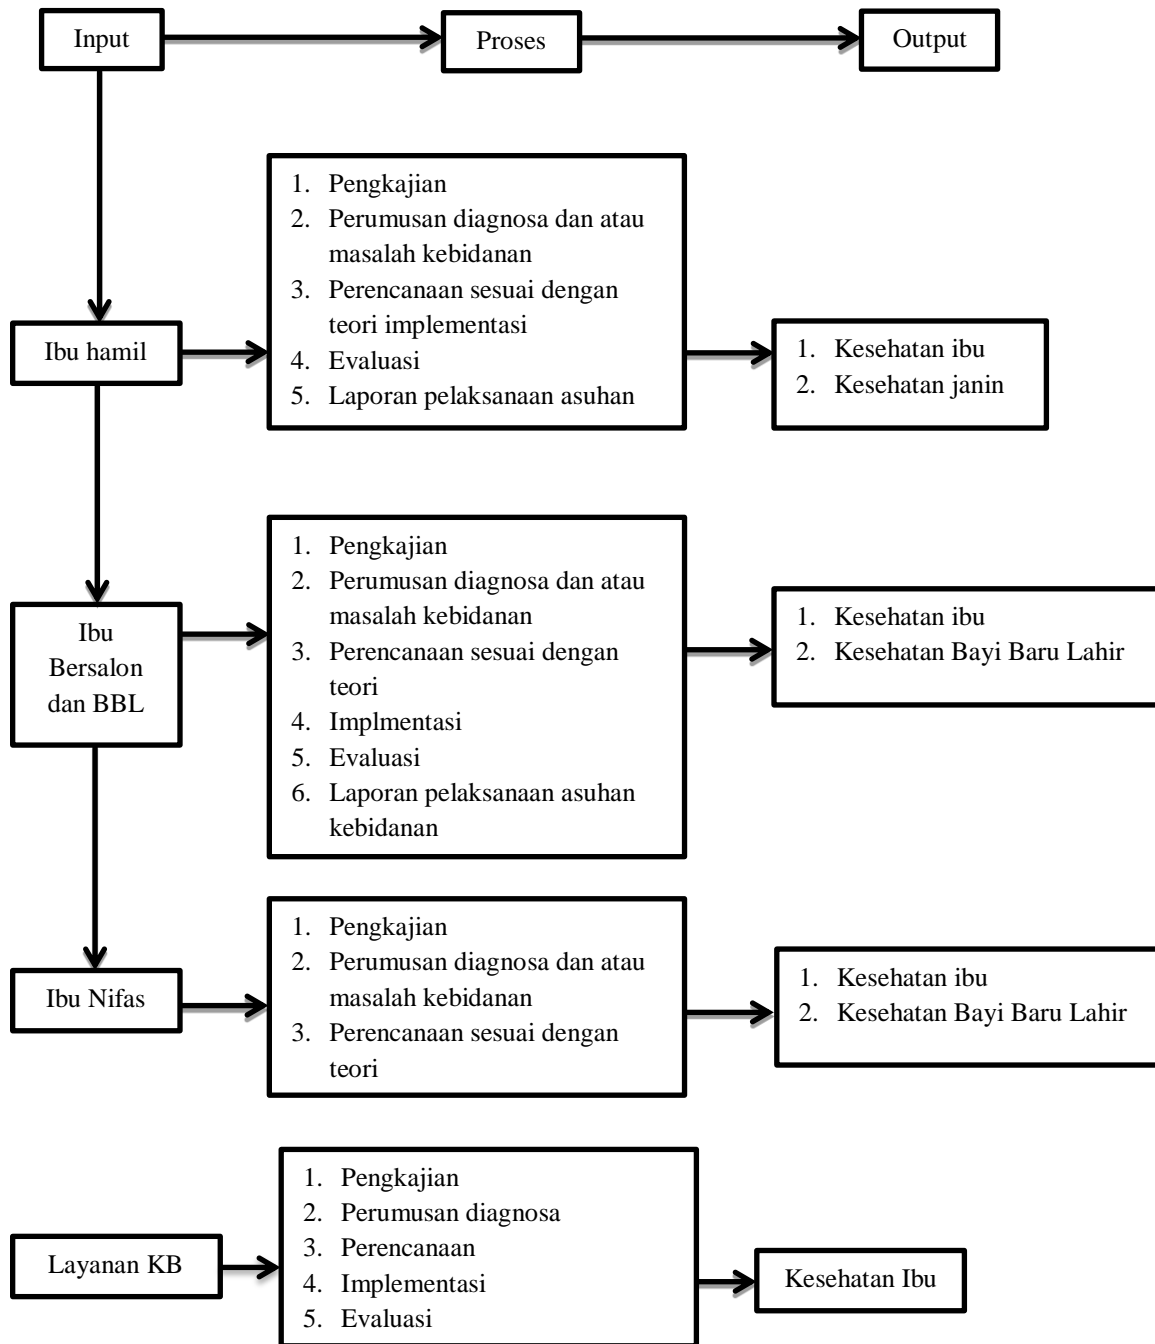 Input
Proses
Output
Ibu hamil
1. Pengkajian
2. Perumusan diagnosa dan atau
masalah kebidanan
3. Perencanaan sesuai dengan
teori implementasi
4. Evaluasi
5. Laporan pelaksanaan asuhan
1. Kesehatan ibu
2. Kesehatan janin
Ibu
Bersalon
dan BBL
1. Pengkajian
2. Perumusan diagnosa dan atau
masalah kebidanan
3. Perencanaan sesuai dengan
teori
4. Implmentasi
5. Evaluasi
6. Laporan pelaksanaan asuhan
kebidanan
1. Kesehatan ibu
2. Kesehatan Bayi Baru Lahir
Ibu Nifas
1. Pengkajian
2. Perumusan diagnosa dan atau
masalah kebidanan
3. Perencanaan sesuai dengan
teori
1. Kesehatan ibu
2. Kesehatan Bayi Baru Lahir
Layanan KB
1. Pengkajian
2. Perumusan diagnosa
3. Perencanaan
4. Implementasi
5. Evaluasi
Kesehatan Ibu